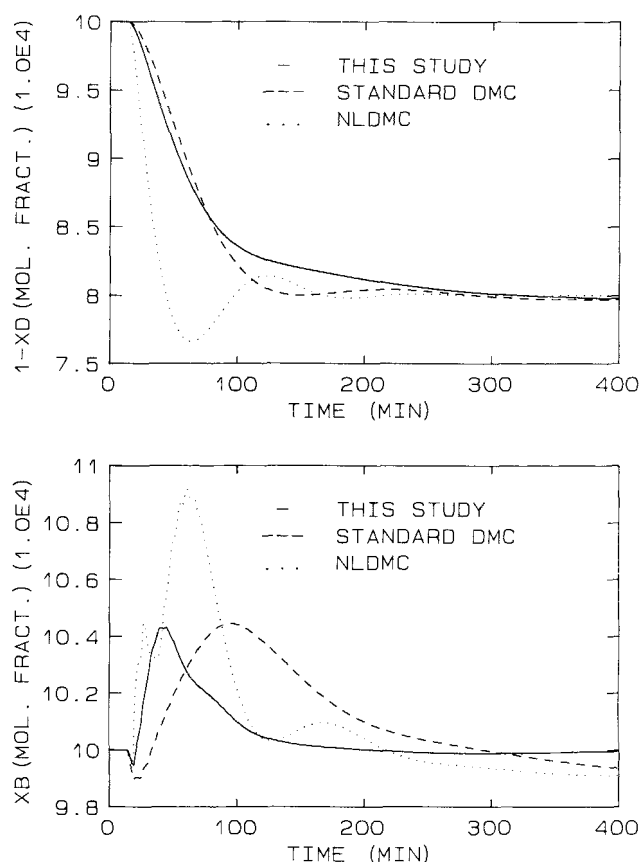 1-XD (MOL. FRACT.) (1.0E4)
10
9.5
9
8.5
8
7.5
THIS STUDY
STANDARD DMC
NLDMC
0 100 200 300 400
TIME (MIN)
XB (MOL. FRACT.) (1.0E4)
11
10.8
10.6
10.4
10.2
10
9.8
THIS STUDY
STANDARD DMC
NLDMC
0 100 200 300 400
TIME (MIN)